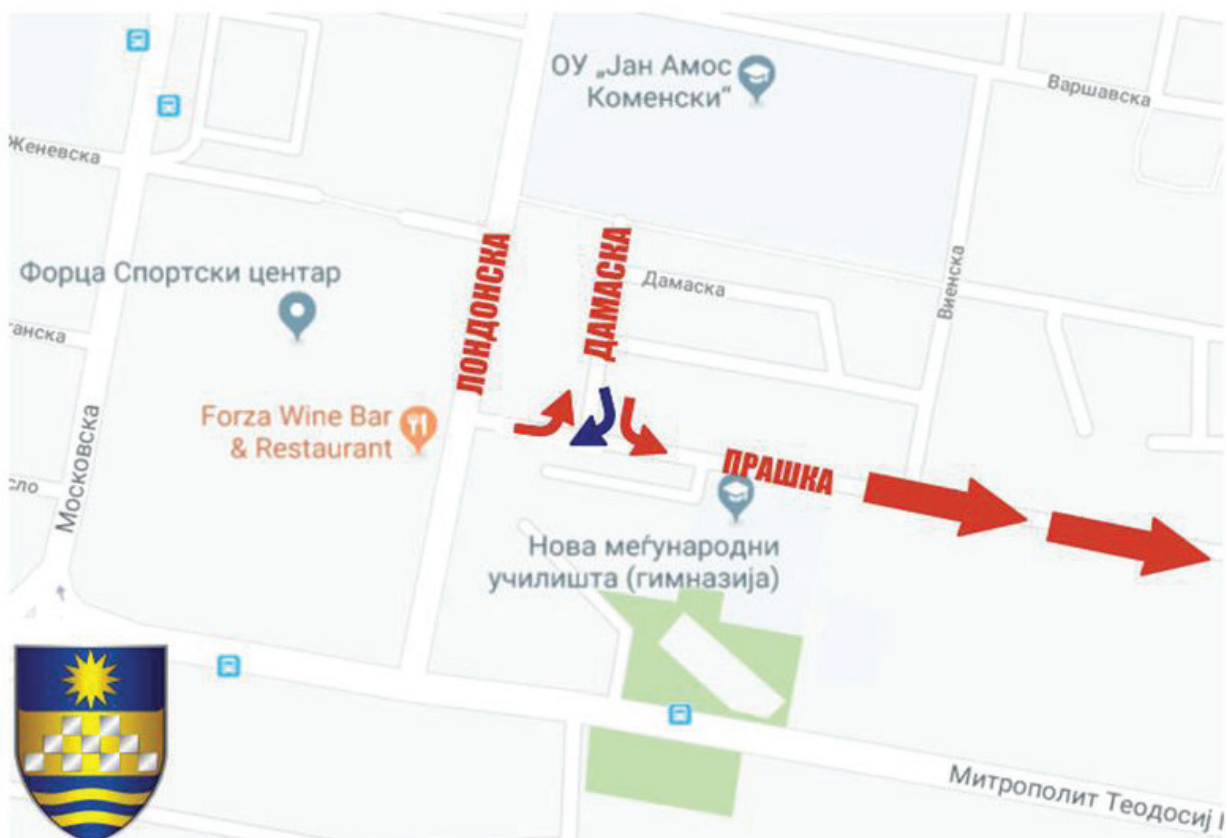 ОУ „Јан Амос
Коменски“
Варшавска
Женевска
ЛОНДОНСКА
ДАМАСКА
Дамаска
Виенска
Форца Спортски центар
Forza Wine Bar
& Restaurant
Московска
ПРАШКА
Нова меѓународни
училишта (гимназија)
Митрополит Теодосиј